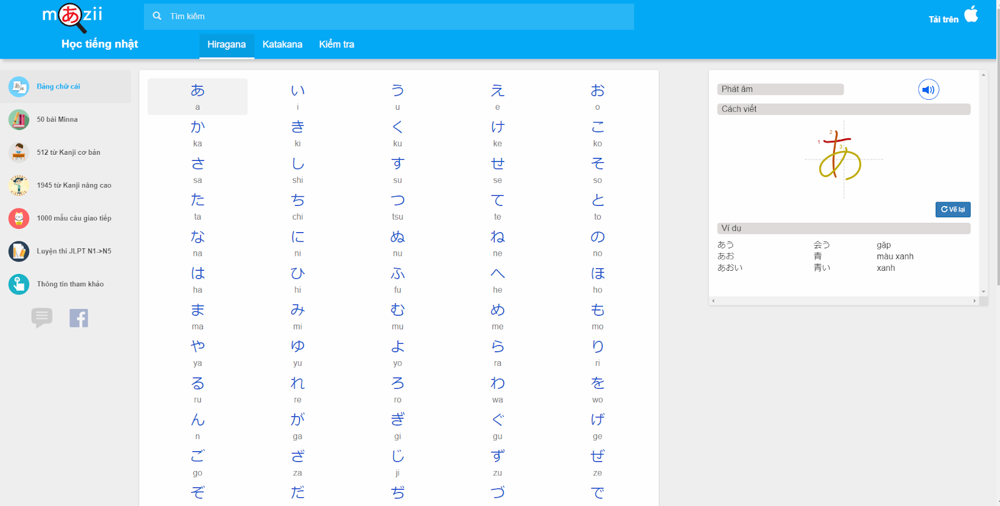 mあzii
Tìm kiếm
Tải trên
Học tiếng nhật
Hiragana Katakana Kiểm tra
Bảng chữ cái
50 bài Minna
512 từ Kanji cơ bản
1945 từ Kanji nâng cao
1000 mẫu câu giao tiếp
Luyện thi JLPT N1->N5
Thông tin tham khảo
あ い う え お
a i u e o
か き く け こ
ka ki ku ke ko
さ し す せ そ
sa shi su se so
た ち つ て と
ta chi tsu te to
な に ぬ ね の
na ni nu ne no
は ひ ふ へ ほ
ha hi fu he ho
ま み む め も
ma mi mu me mo
や ゆ よ ら り
ya yu yo ra ri
る れ ろ わ を
ru re ro wa wo
ん が ぎ ぐ げ
n ga gi gu ge
ご ざ じ ず ぜ
go za ji zu ze
ぞ だ ぢ づ で
Phát âm
Cách viết
1 2 3
あ
Vẽ lại
Ví dụ
あう 会う gặp
あお 青 màu xanh
あおい 青い xanh